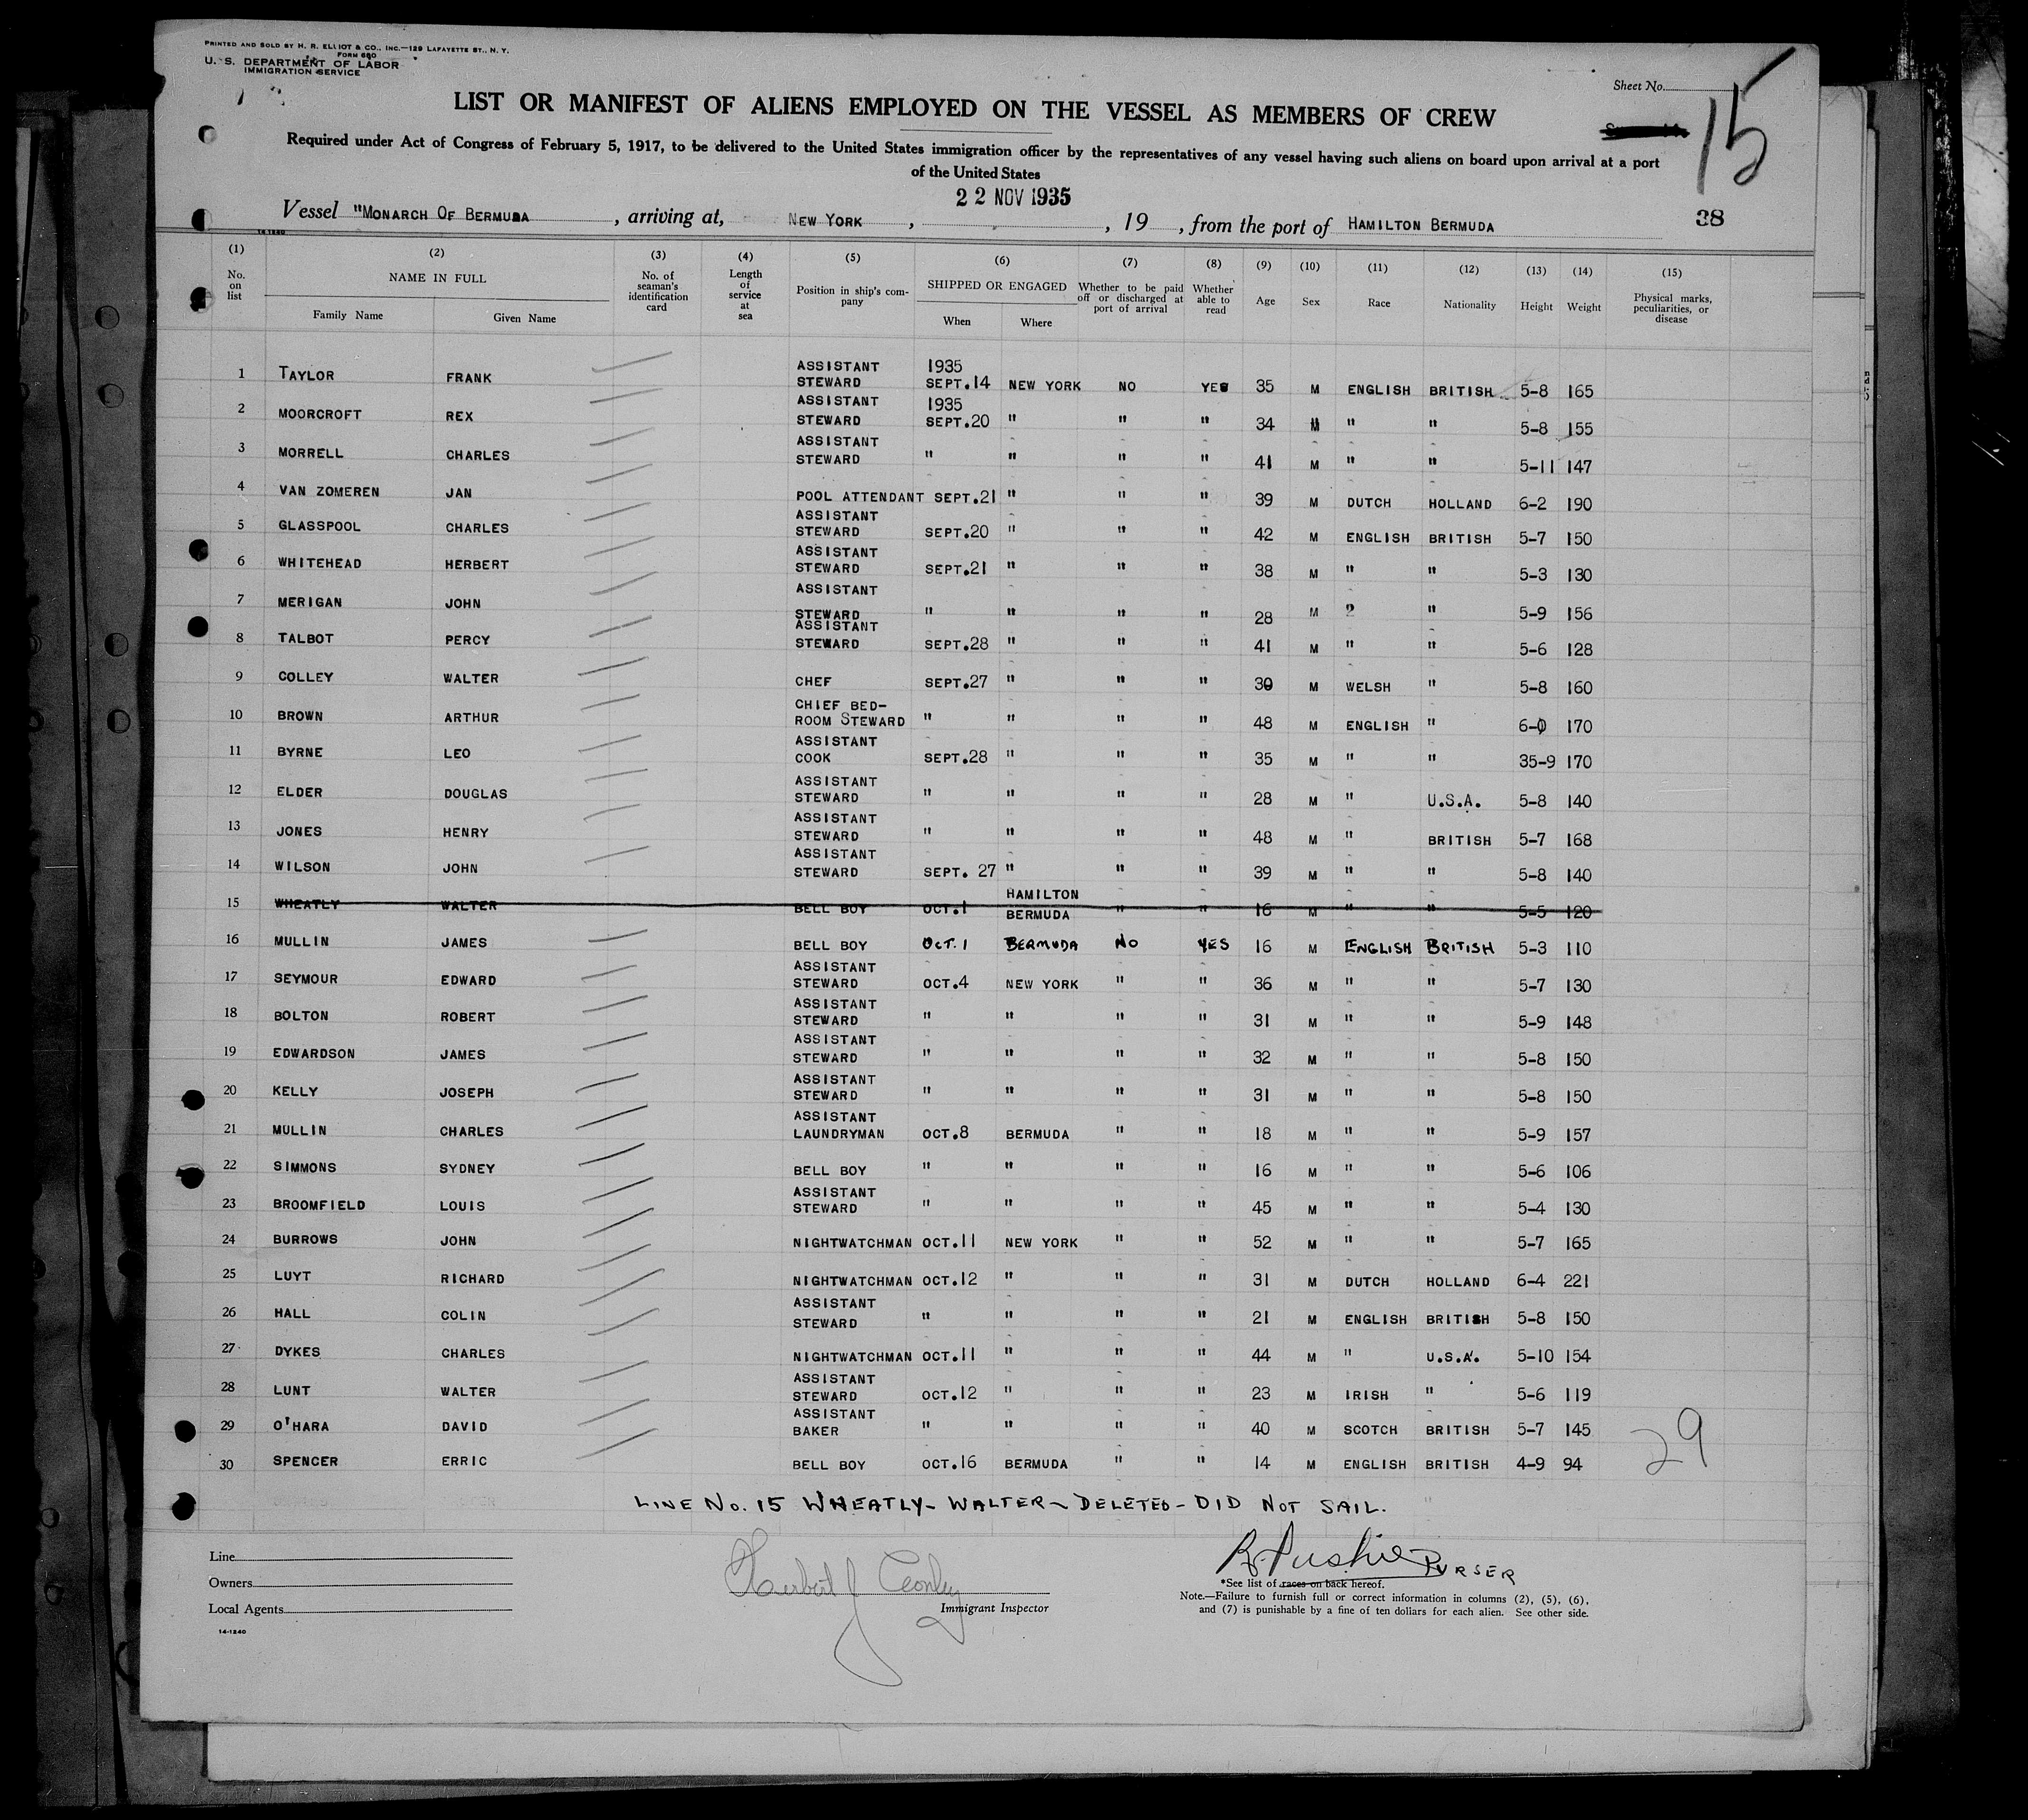 PRINTED AND SOLD BY H. R. ELLIOT & CO., INC.—129 LAFAYETTE ST., N. Y.
FORM 680
U. S. DEPARTMENT OF LABOR
IMMIGRATION SERVICE
Sheet No.
LIST OR MANIFEST OF ALIENS EMPLOYED ON THE VESSEL AS MEMBERS OF CREW
15
Required under Act of Congress of February 5, 1917, to be delivered to the United States immigration officer by the representatives of any vessel having such aliens on board upon arrival at a port
of the United States
22 NOV 1935
Vessel "MONARCH OF BERMUDA, arriving at, NEW YORK, , 19 , from the port of HAMILTON BERMUDA 38
14-1240
(1) (2) (3) (4) (5) (6) (7) (8) (9) (10) (11) (12) (13) (14) (15)
No. on list NAME IN FULL Family Name Given Name No. of seaman's identification card Length of service at sea Position in ship's company SHIPPED OR ENGAGED When Where Whether to be paid off or discharged at port of arrival Whether able to read Age Sex Race Nationality Height Weight Physical marks, peculiarities, or disease
1 TAYLOR FRANK ASSISTANT STEWARD 1935 SEPT.14 NEW YORK NO YES 35 M ENGLISH BRITISH 5-8 165
2 MOORCROFT REX ASSISTANT STEWARD 1935 SEPT.20 " " " 34 M " " 5-8 155
3 MORRELL CHARLES ASSISTANT STEWARD " " " " 41 M " " 5-11 147
4 VAN ZOMEREN JAN POOL ATTENDANT SEPT.21 " " " 39 M DUTCH HOLLAND 6-2 190
5 GLASSPOOL CHARLES ASSISTANT STEWARD SEPT.20 " " " 42 M ENGLISH BRITISH 5-7 150
6 WHITEHEAD HERBERT ASSISTANT STEWARD SEPT.21 " " " 38 M " " 5-3 130
7 MERIGAN JOHN ASSISTANT STEWARD " " " " 28 M 2 " 5-9 156
8 TALBOT PERCY ASSISTANT STEWARD SEPT.28 " " " 41 M " " 5-6 128
9 COLLEY WALTER CHEF SEPT.27 " " " 30 M WELSH " 5-8 160
10 BROWN ARTHUR CHIEF BED-ROOM STEWARD " " " " 48 M ENGLISH " 6-0 170
11 BYRNE LEO ASSISTANT COOK SEPT.28 " " " 35 M " " 35-9 170
12 ELDER DOUGLAS ASSISTANT STEWARD " " " " 28 M " U.S.A. 5-8 140
13 JONES HENRY ASSISTANT STEWARD " " " " 48 M " BRITISH 5-7 168
14 WILSON JOHN ASSISTANT STEWARD SEPT. 27 " " " 39 M " " 5-8 140
15 WHEATLY WALTER BELL BOY OCT.1 HAMILTON BERMUDA " " 16 M " " 5-5 120
16 MULLIN JAMES BELL BOY OCT. 1 BERMUDA NO YES 16 M ENGLISH BRITISH 5-3 110
17 SEYMOUR EDWARD ASSISTANT STEWARD OCT.4 NEW YORK " " 36 M " " 5-7 130
18 BOLTON ROBERT ASSISTANT STEWARD " " " " 31 M " " 5-9 148
19 EDWARDSON JAMES ASSISTANT STEWARD " " " " 32 M " " 5-8 150
20 KELLY JOSEPH ASSISTANT STEWARD " " " " 31 M " " 5-8 150
21 MULLIN CHARLES ASSISTANT LAUNDRYMAN OCT.8 BERMUDA " " 18 M " " 5-9 157
22 SIMMONS SYDNEY BELL BOY " " " " 16 M " " 5-6 106
23 BROOMFIELD LOUIS ASSISTANT STEWARD " " " " 45 M " " 5-4 130
24 BURROWS JOHN NIGHTWATCHMAN OCT.11 NEW YORK " " 52 M " " 5-7 165
25 LUYT RICHARD NIGHTWATCHMAN OCT.12 " " " 31 M DUTCH HOLLAND 6-4 221
26 HALL COLIN ASSISTANT STEWARD " " " " 21 M ENGLISH BRITISH 5-8 150
27 DYKES CHARLES NIGHTWATCHMAN OCT.11 " " " 44 M " U.S.A. 5-10 154
28 LUNT WALTER ASSISTANT STEWARD OCT.12 " " " 23 M IRISH " 5-6 119
29 O'HARA DAVID ASSISTANT BAKER " " " " 40 M SCOTCH BRITISH 5-7 145
30 SPENCER ERRIC BELL BOY OCT.16 BERMUDA " " 14 M ENGLISH BRITISH 4-9 94
29
LINE No. 15 WHEATLY - WALTER - DELETED - DID NOT SAIL.
Line
Owners
Local Agents
14-1240
Herbert J
Immigrant Inspector
PURSER
*See list of races on back hereof.
Note.—Failure to furnish full or correct information in columns (2), (5), (6),
and (7) is punishable by a fine of ten dollars for each alien. See other side.